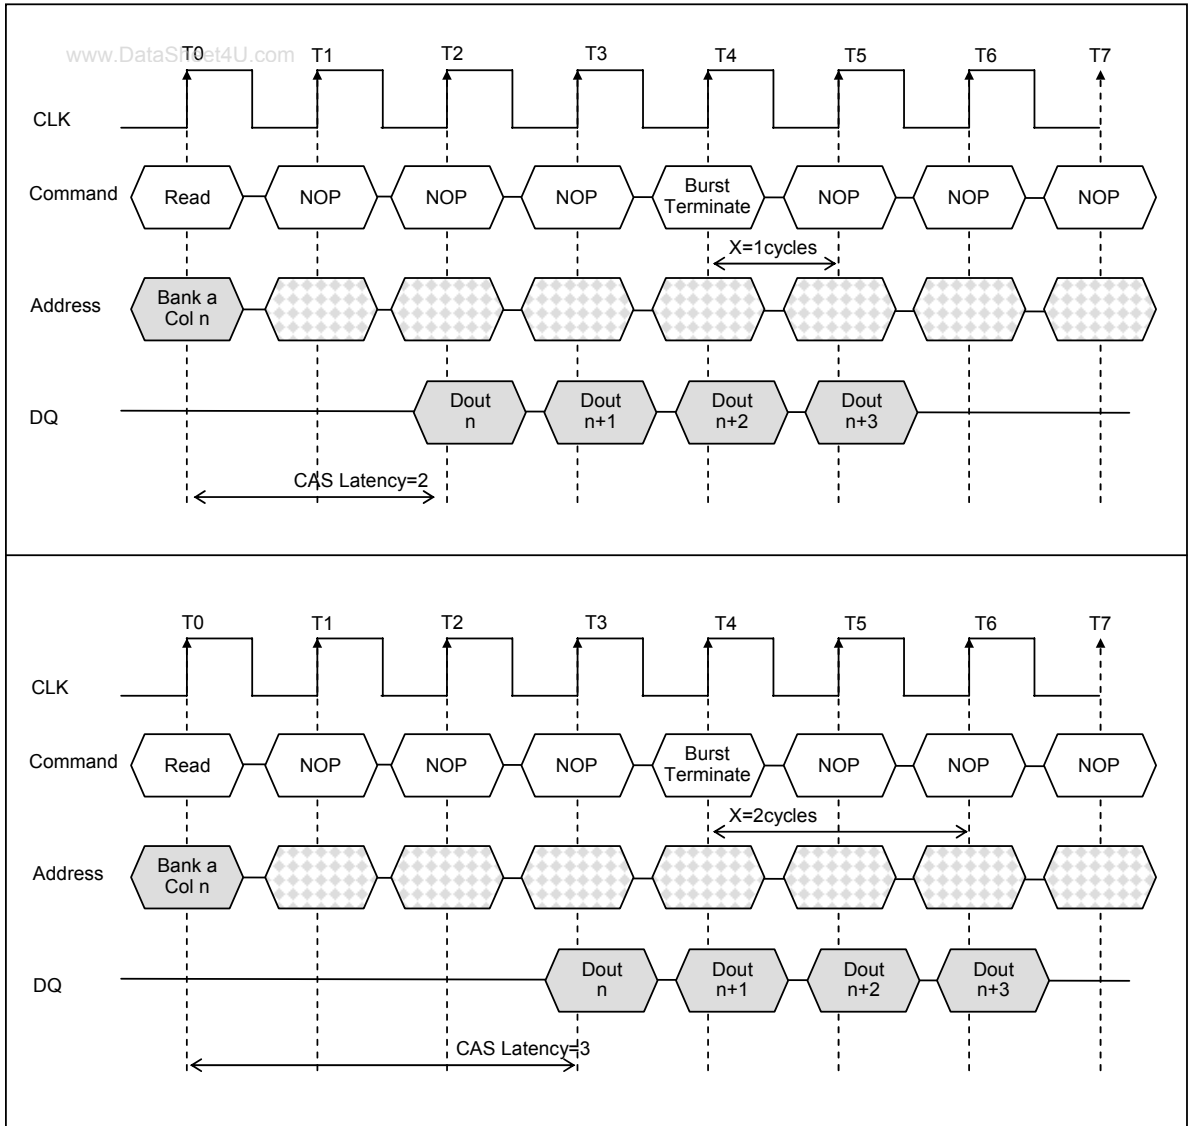 www.DataSheet4U.com
T0 T1 T2 T3 T4 T5 T6 T7
CLK
Command Read NOP NOP NOP Burst Terminate NOP NOP NOP
X=1cycles
Address Bank a Col n
DQ Dout n Dout n+1 Dout n+2 Dout n+3
CAS Latency=2
T0 T1 T2 T3 T4 T5 T6 T7
CLK
Command Read NOP NOP NOP Burst Terminate NOP NOP NOP
X=2cycles
Address Bank a Col n
DQ Dout n Dout n+1 Dout n+2 Dout n+3
CAS Latency=3